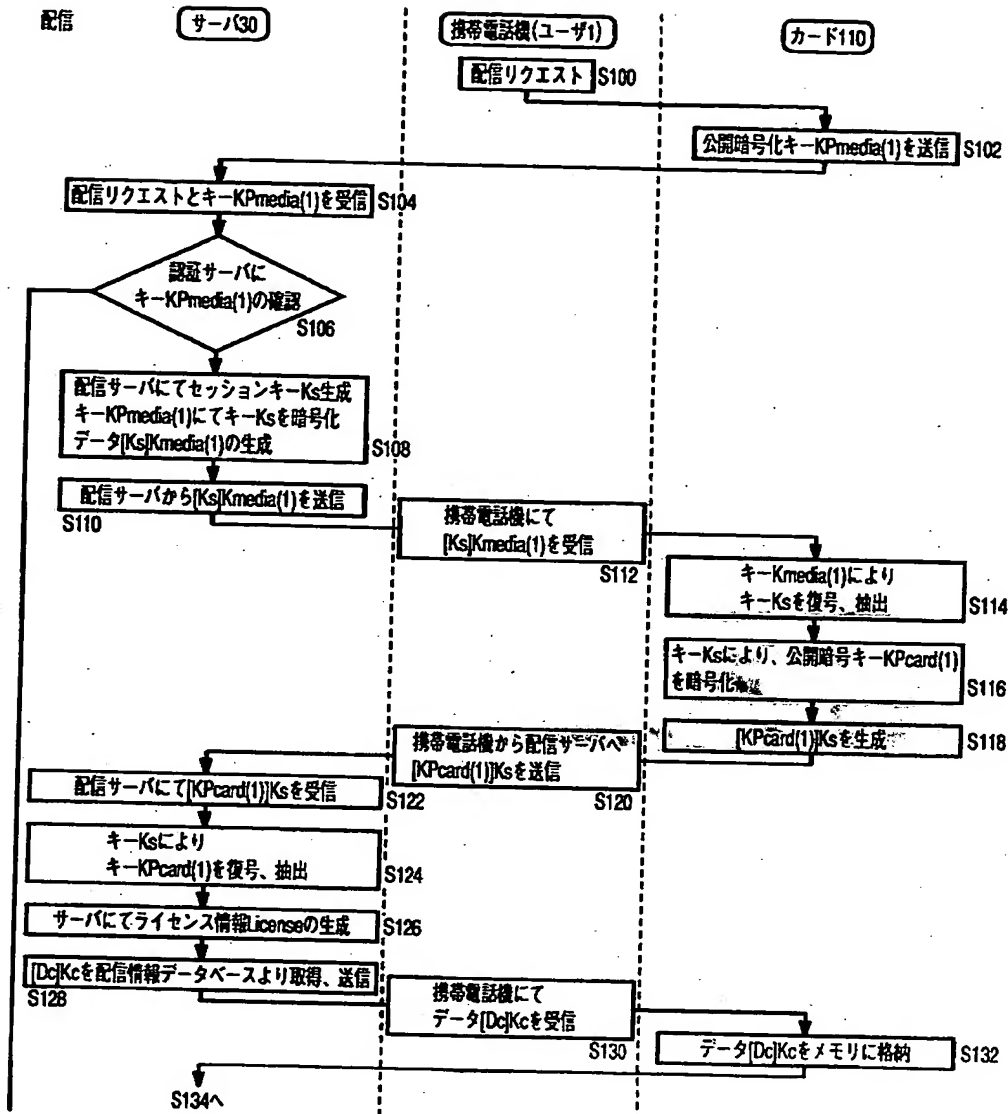 配信
サーバ30
携帯電話機(ユーザ1)
カード110
配信リクエスト
S100
公開暗号化キーKPmedia(1)を送信
S102
配信リクエストとキーKPmedia(1)を受信
S104
認証サーバに
キーKPmedia(1)の確認
S106
配信サーバにてセッションキーKs生成
キーKPmedia(1)にてキーKsを暗号化
データ[Ks]Kmedia(1)の生成
S108
配信サーバから[Ks]Kmedia(1)を送信
S110
携帯電話機にて
[Ks]Kmedia(1)を受信
S112
キーKmedia(1)により
キーKsを復号、抽出
S114
キーKsにより、公開暗号キーKPcard(1)
を暗号化
S116
[KPcard(1)]Ksを生成
S118
携帯電話機から配信サーバへ
[KPcard(1)]Ksを送信
S120
配信サーバにて[KPcard(1)]Ksを受信
S122
キーKsにより
キーKPcard(1)を復号、抽出
S124
サーバにてライセンス情報Licenseの生成
S126
[Dc]Kcを配信情報データベースより取得、送信
S128
携帯電話機にて
データ[Dc]Kcを受信
S130
データ[Dc]Kcをメモリに格納
S132
S134へ